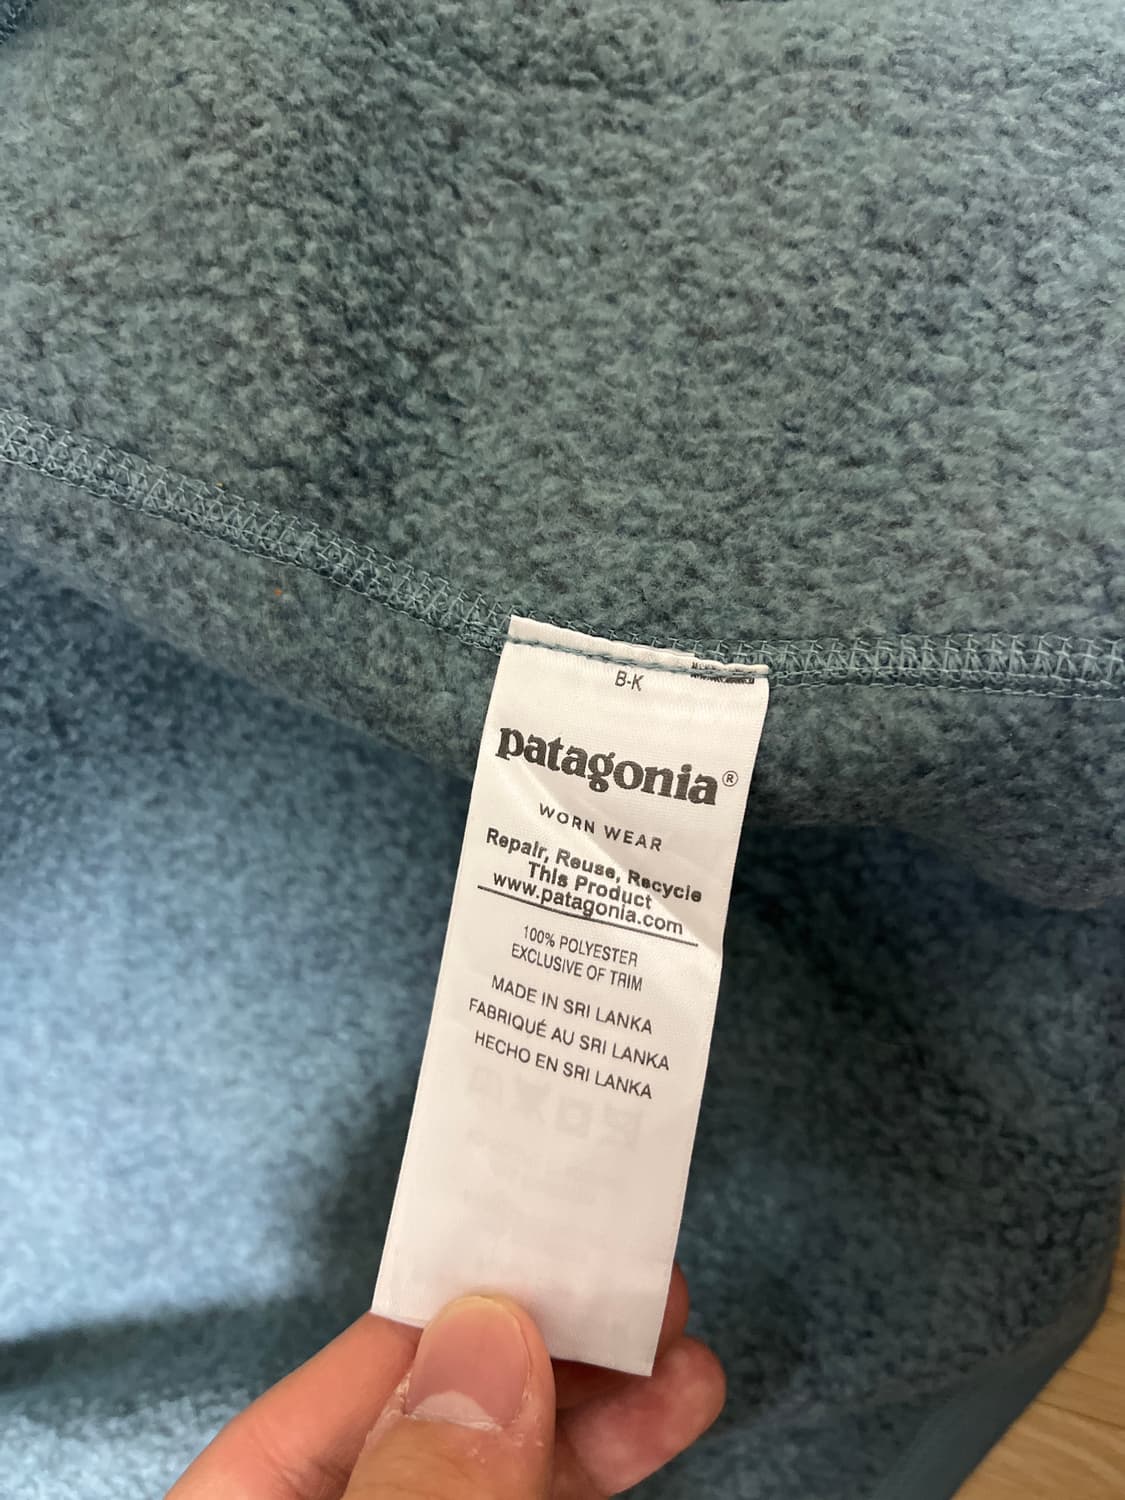 B-K
patagonia®
WORN WEAR
Repair, Reuse, Recycle
This Product
www.patagonia.com
100% POLYESTER
EXCLUSIVE OF TRIM
MADE IN SRI LANKA
FABRIQUÉ AU SRI LANKA
HECHO EN SRI LANKA